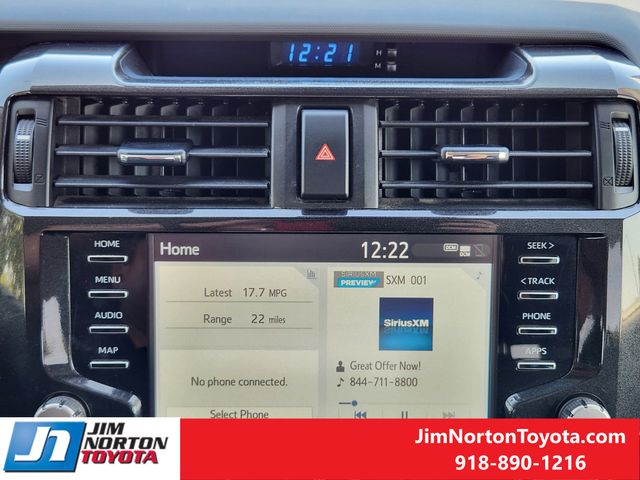 12:21
H
M
HOME
MENU
AUDIO
MAP
Home
12:22
DCM
DCM
Latest 17.7 MPG
Range 22 miles
No phone connected.
Select Phone
SIRIUSXM
PREVIEW
SXM 001
SiriusXM
Great Offer Now!
844-711-8800
SEEK >
< TRACK
PHONE
APPS
JIM
NORTON
TOYOTA
JimNortonToyota.com
918-890-1216